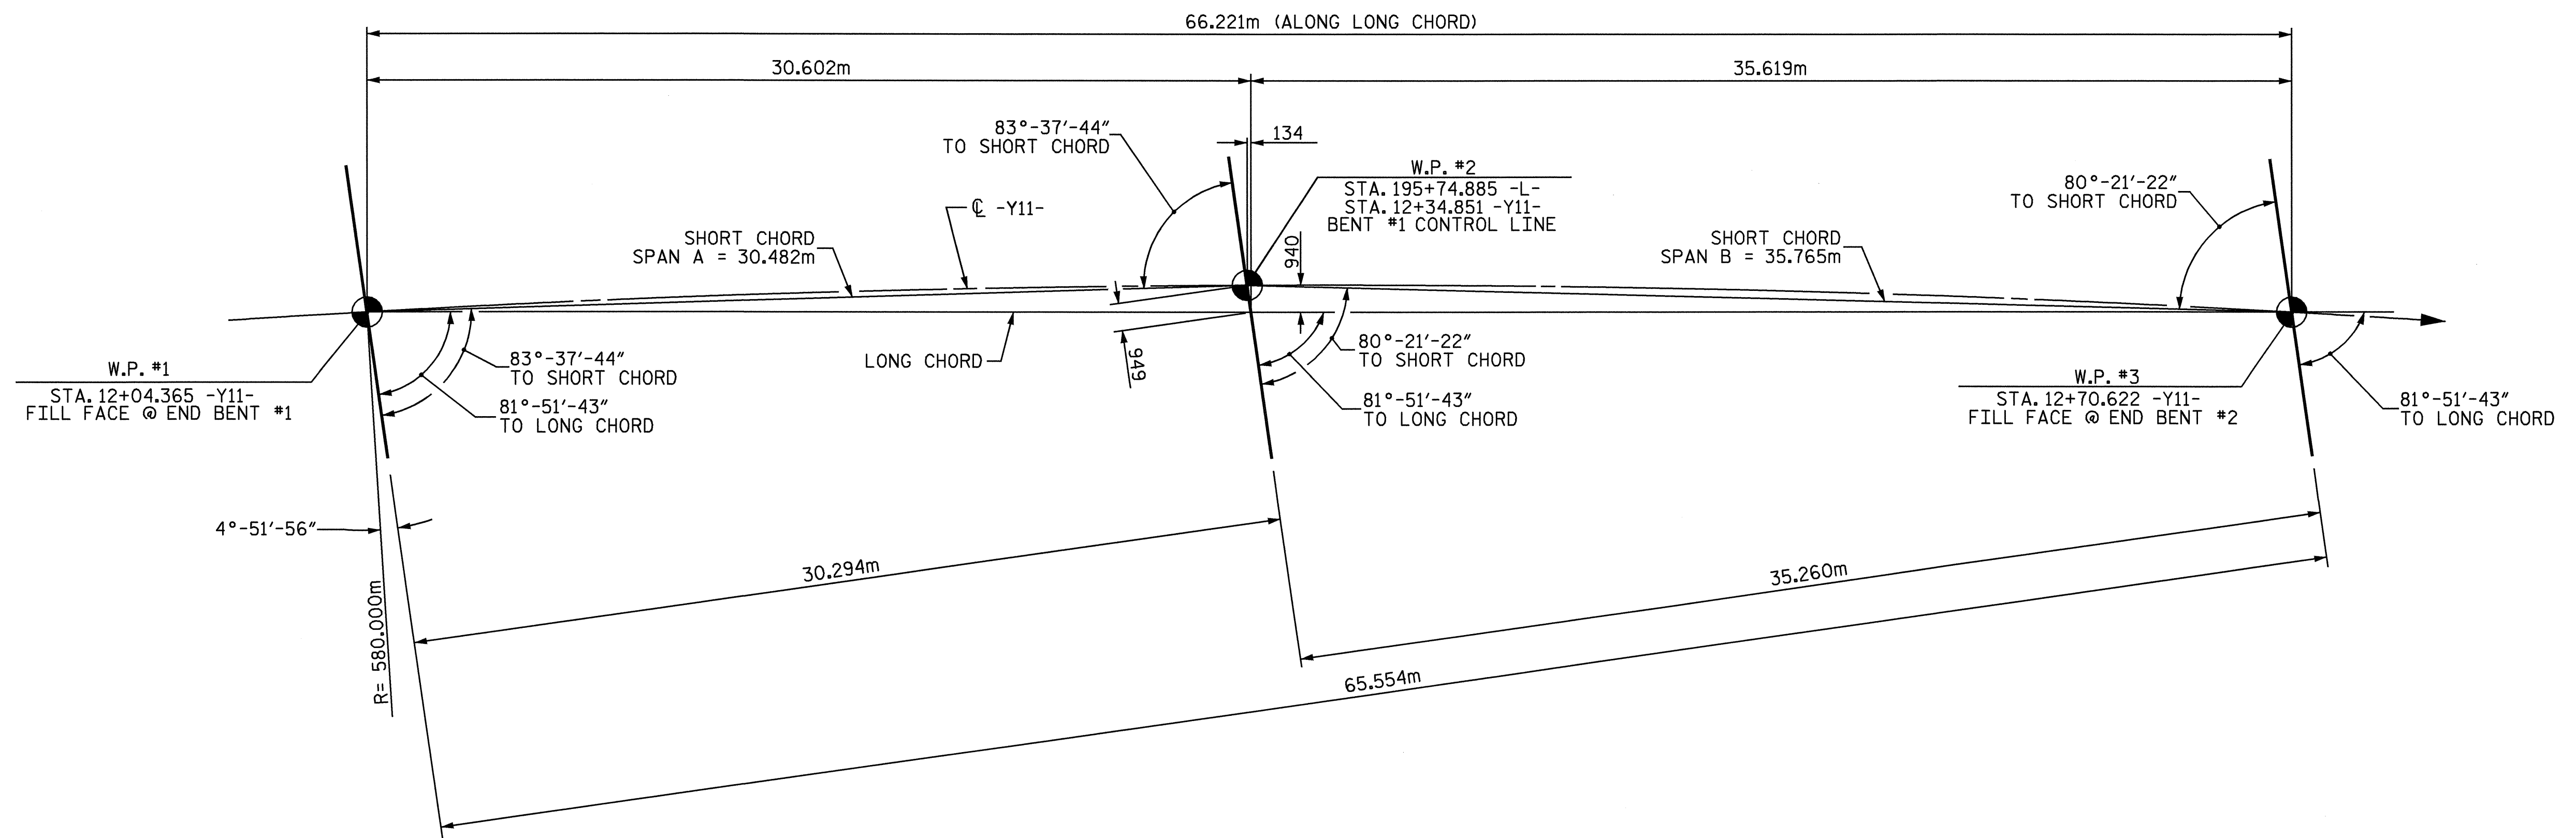 66.221m (ALONG LONG CHORD)
30.602m
35.619m
83°-37'-44"
TO SHORT CHORD
134
W.P. #2
STA. 195+74.885 -L-
STA. 12+34.851 -Y11-
BENT #1 CONTROL LINE
80°-21'-22"
TO SHORT CHORD
℄ -Y11-
SHORT CHORD
SPAN A = 30.482m
940
SHORT CHORD
SPAN B = 35.765m
W.P. #1
STA. 12+04.365 -Y11-
FILL FACE @ END BENT #1
83°-37'-44"
TO SHORT CHORD
81°-51'-43"
TO LONG CHORD
LONG CHORD
949
80°-21'-22"
TO SHORT CHORD
81°-51'-43"
TO LONG CHORD
W.P. #3
STA. 12+70.622 -Y11-
FILL FACE @ END BENT #2
81°-51'-43"
TO LONG CHORD
4°-51'-56"
R= 580.000m
30.294m
35.260m
65.554m